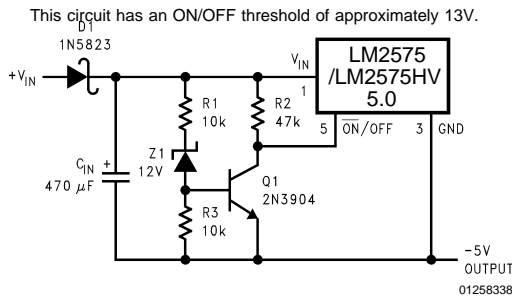 This circuit has an ON/OFF threshold of approximately 13V.
D1
1N5823
+VIN
VIN
1
LM2575
/LM2575HV
5.0
R1
10k
R2
47k
5
ON/OFF
3
GND
Z1
12V
CIN
+
470 μF
Q1
2N3904
R3
10k
−5V
OUTPUT
01258338